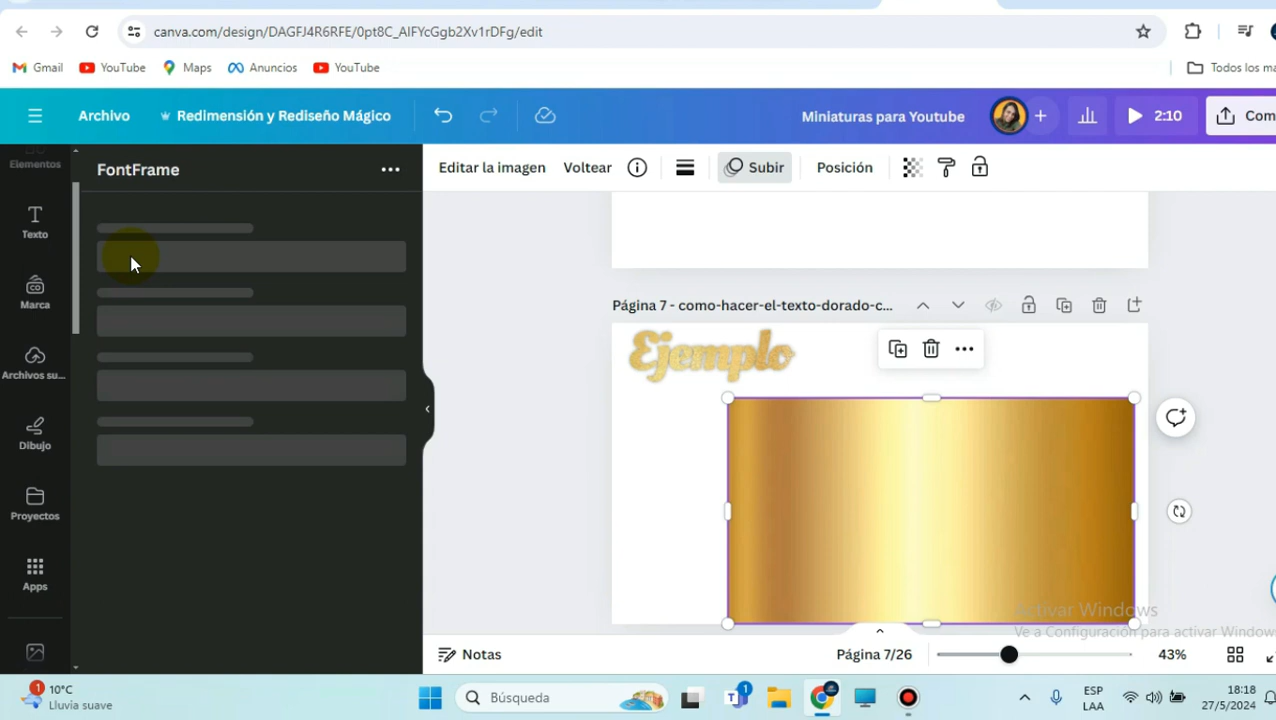 canva.com/design/DAGFJ4R6RFE/0pt8C_AIFYcGgb2Xv1rDFg/edit
Gmail YouTube Maps Anuncios YouTube Todos los ma
Archivo Redimensión y Rediseño Mágico Miniaturas para Youtube 2:10 Com
Elementos FontFrame Editar la imagen Voltear Subir Posición
Texto
Marca
Página 7 - como-hacer-el-texto-dorado-c...
Ejemplo
Archivos su...
Dibujo
Proyectos
Apps
Activar Windows
Ve a Configuración para activar Windows
Notas Página 7/26 43%
1 10°C
Lluvia suave
Búsqueda
1
ESP
LAA
18:18
27/5/2024